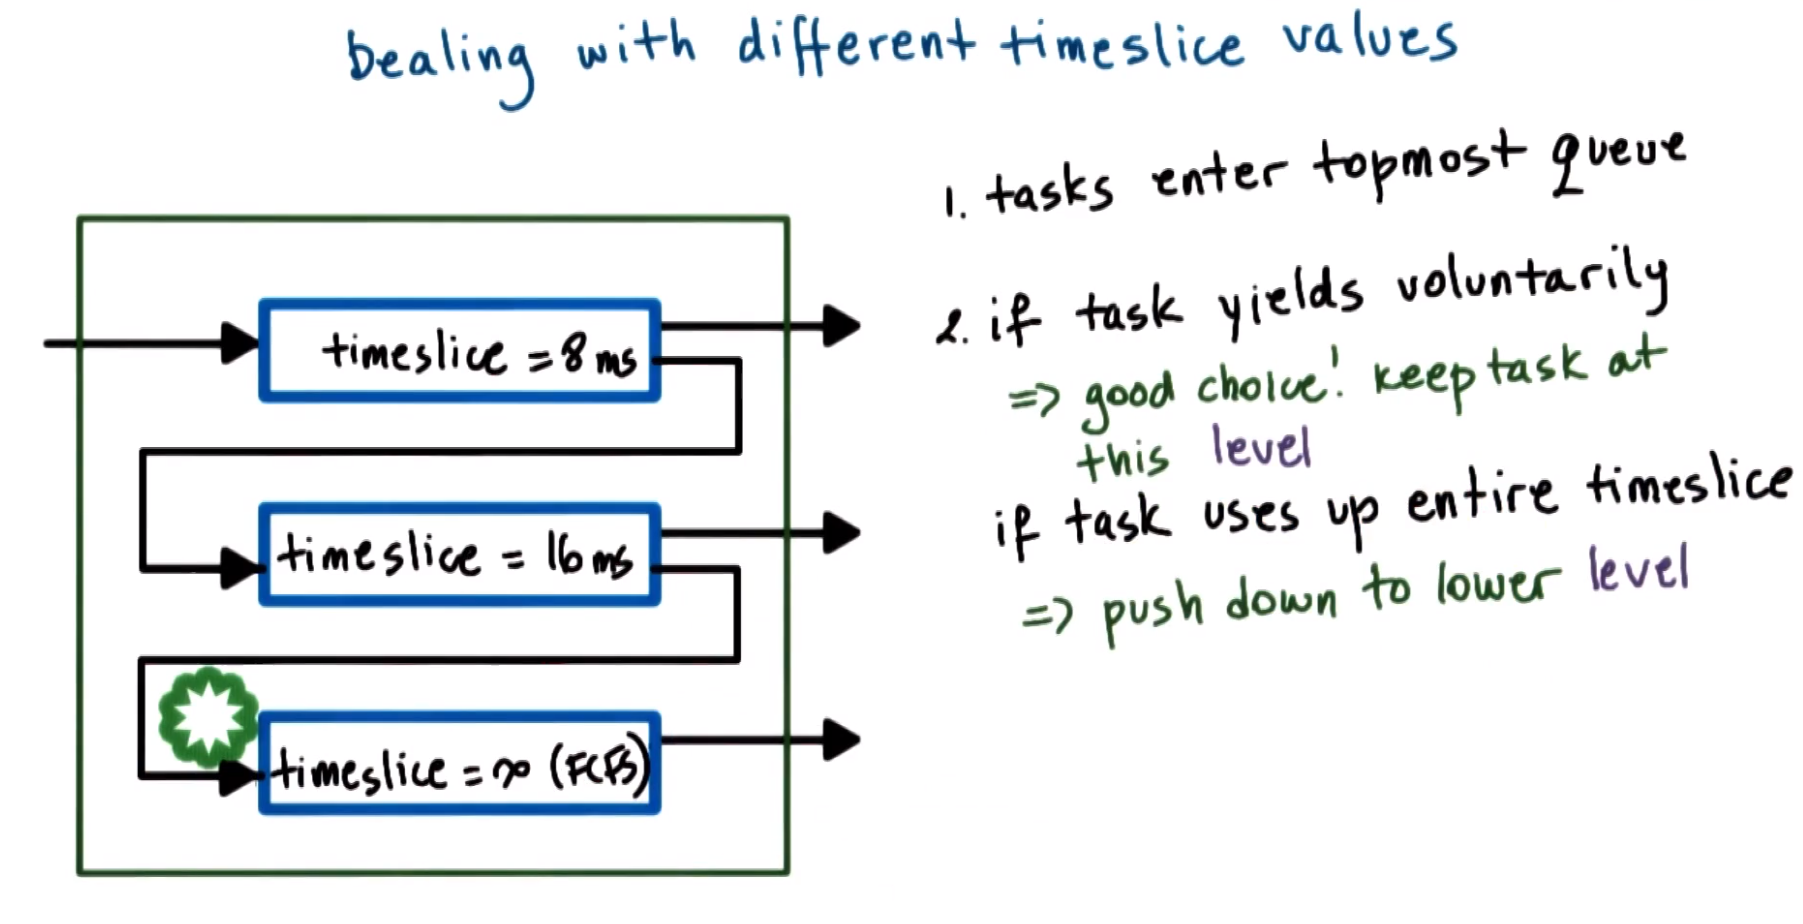 Dealing with different timeslice values
timeslice = 8 ms
timeslice = 16 ms
timeslice = ∞ (FCFS)
1. tasks enter topmost queue
2. if task yields voluntarily
=> good choice! keep task at
this level
if task uses up entire timeslice
=> push down to lower level